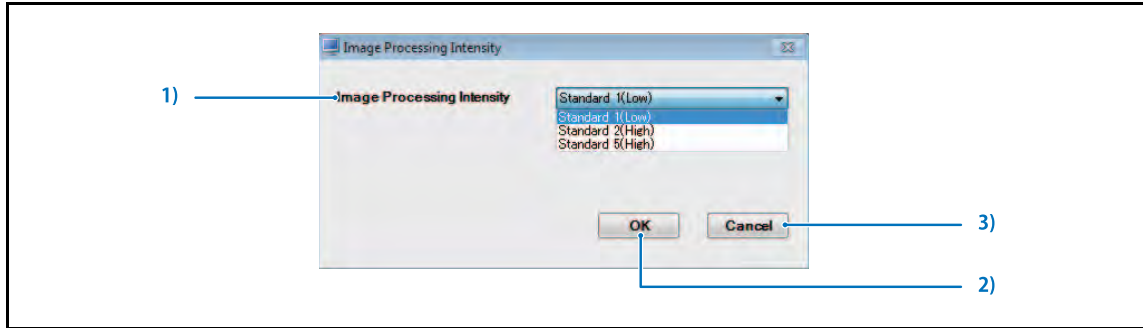 Image Processing Intensity
1)
Image Processing Intensity
Standard 1(Low)
Standard 1(Low)
Standard 2(High)
Standard 5(High)
OK
Cancel
3)
2)